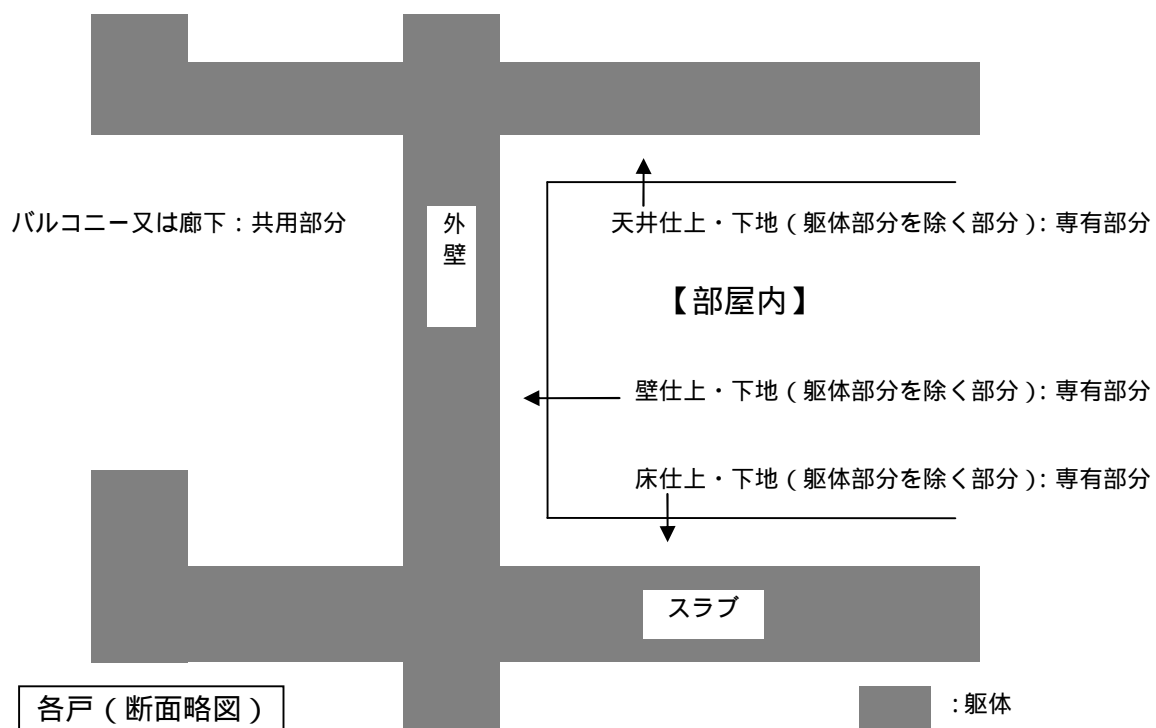 バルコニー又は廊下：共用部分
外壁
天井仕上・下地（躯体部分を除く部分）：専有部分
【部屋内】
壁仕上・下地（躯体部分を除く部分）：専有部分
床仕上・下地（躯体部分を除く部分）：専有部分
スラブ
各戸（断面略図）
：躯体